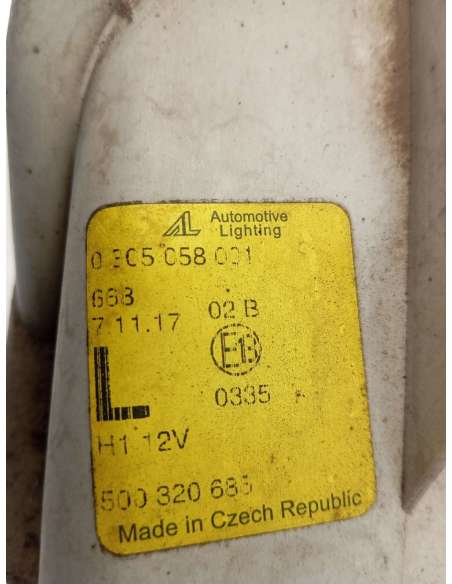 AL Automotive
Lighting
0 305 058 001
668
7.11.17 02 B
E13
0335
L
H1 12V
500 320 685
Made in Czech Republic